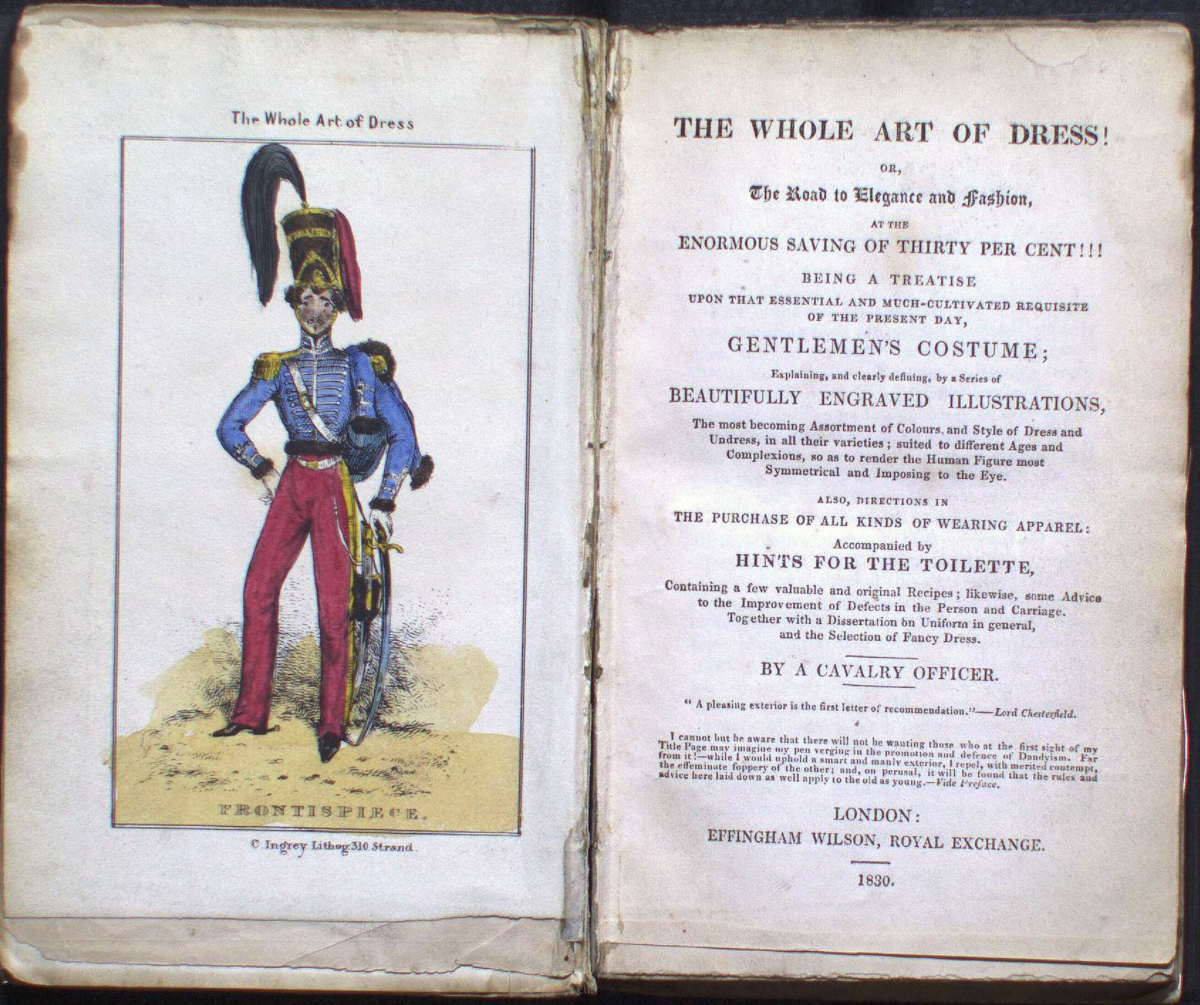 The Whole Art of Dress
FRONTISPIECE.
C. Ingrey Lithog: 310 Strand.
THE WHOLE ART OF DRESS!
OR,
The Road to Elegance and Fashion,
AT THE
ENORMOUS SAVING OF THIRTY PER CENT!!!
BEING A TREATISE
UPON THAT ESSENTIAL AND MUCH-CULTIVATED REQUISITE
OF THE PRESENT DAY,
GENTLEMEN'S COSTUME;
Explaining, and clearly defining, by a Series of
BEAUTIFULLY ENGRAVED ILLUSTRATIONS,
The most becoming Assortment of Colours, and Style of Dress and
Undress, in all their varieties; suited to different Ages and
Complexions, so as to render the Human Figure most
Symmetrical and Imposing to the Eye.
ALSO, DIRECTIONS IN
THE PURCHASE OF ALL KINDS OF WEARING APPAREL:
Accompanied by
HINTS FOR THE TOILETTE,
Containing a few valuable and original Recipes; likewise, some Advice
to the Improvement of Defects in the Person and Carriage.
Together with a Dissertation on Uniform in general,
and the Selection of Fancy Dress.
BY A CAVALRY OFFICER.
"A pleasing exterior is the first letter of recommendation."—Lord Chesterfield.
I cannot but be aware that there will not be wanting those who at the first sight of my
Title Page may imagine my pen verging in the promotion and defence of Dandyism. Far
from it!—while I would uphold a smart and manly exterior, I repel, with merited contempt,
the effeminate foppery of the other; and, on perusal, it will be found that the rules and
advice here laid down as well apply to the old as young.—Vide Preface.
LONDON:
EFFINGHAM WILSON, ROYAL EXCHANGE.
1830.